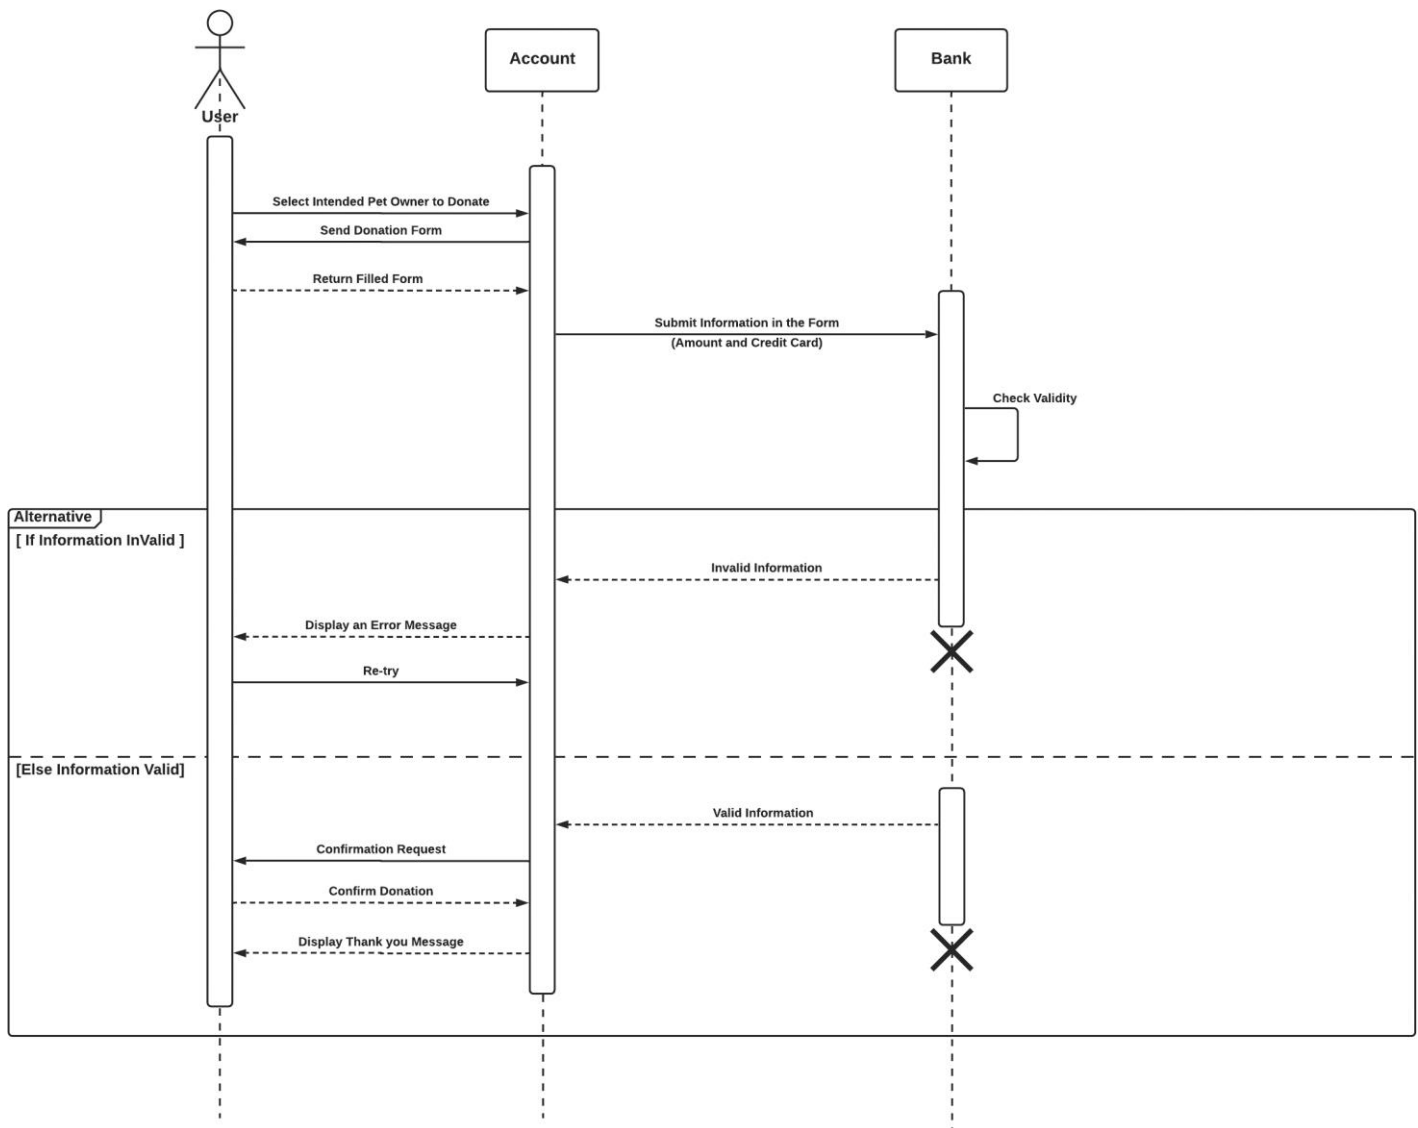 User
Account
Bank
Select Intended Pet Owner to Donate
Send Donation Form
Return Filled Form
Submit Information in the Form
(Amount and Credit Card)
Check Validity
Alternative
[ If Information InValid ]
Invalid Information
Display an Error Message
Re-try
[Else Information Valid]
Valid Information
Confirmation Request
Confirm Donation
Display Thank you Message